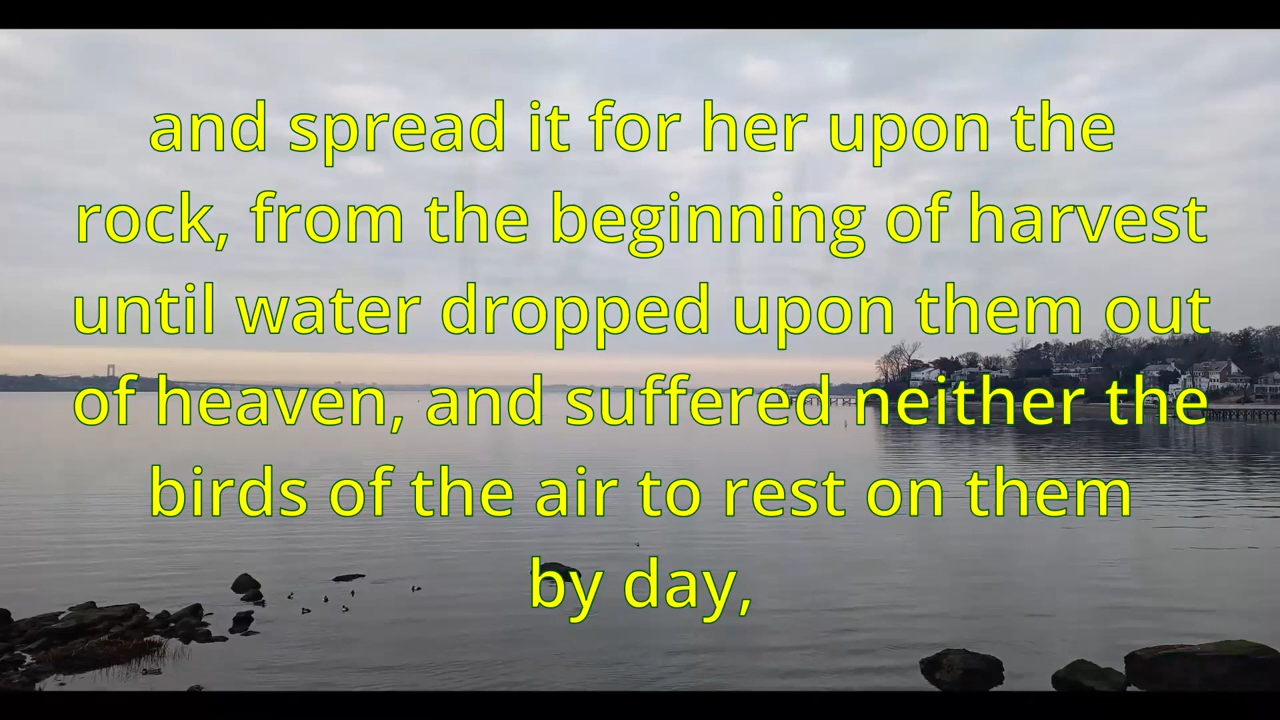 and spread it for her upon the
rock, from the beginning of harvest
until water dropped upon them out
of heaven, and suffered neither the
birds of the air to rest on them
by day,